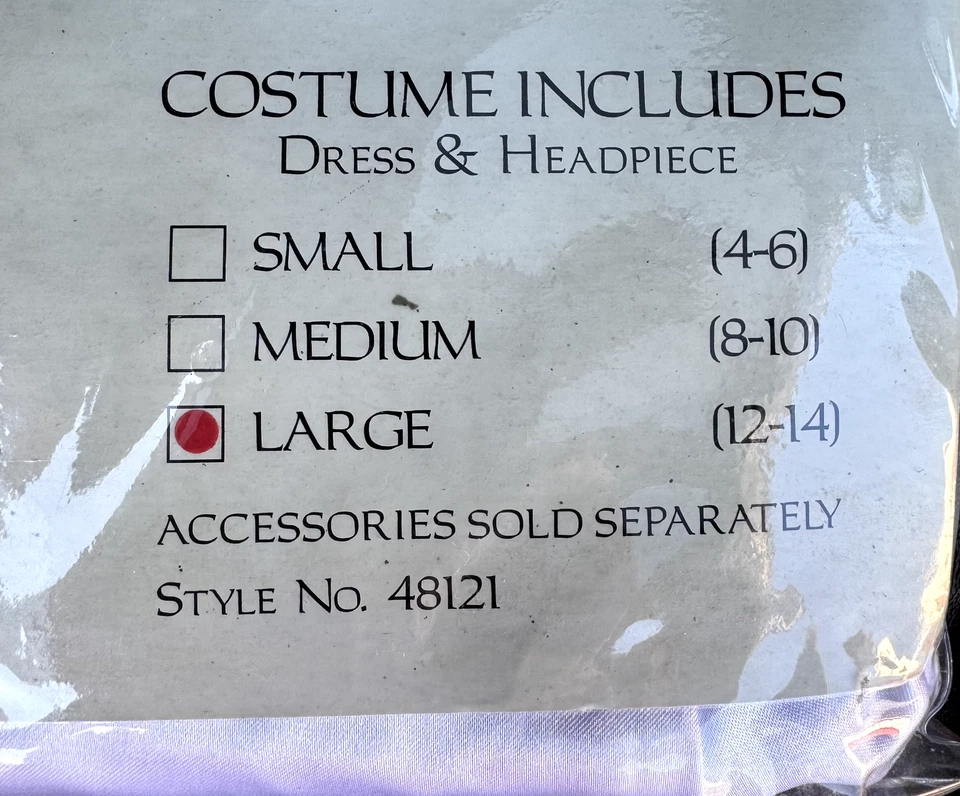 COSTUME INCLUDES
DRESS & HEADPIECE
SMALL (4-6)
MEDIUM (8-10)
LARGE (12-14)
ACCESSORIES SOLD SEPARATELY
STYLE NO. 48121